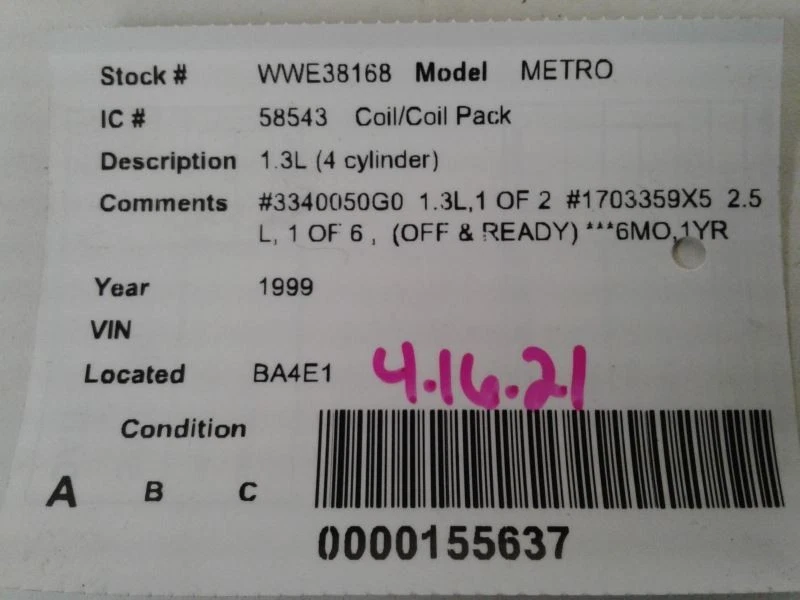 Stock # WWE38168 Model METRO
IC # 58543 Coil/Coil Pack
Description 1.3L (4 cylinder)
Comments #3340050G0 1.3L,1 OF 2 #1703359X5 2.5
L, 1 OF 6 , (OFF & READY) ***6MO,1YR
Year 1999
VIN
Located BA4E1 4.16.21
Condition
A B C
0000155637